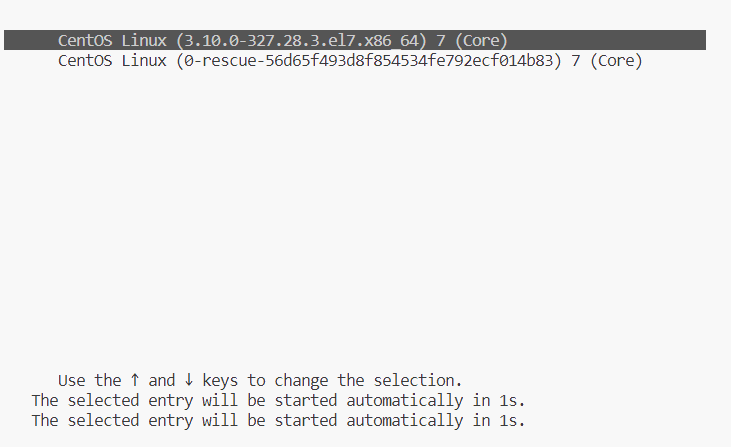 CentOS Linux (3.10.0-327.28.3.el7.x86_64) 7 (Core)
CentOS Linux (0-rescue-56d65f493d8f854534fe792ecf014b83) 7 (Core)
Use the ↑ and ↓ keys to change the selection.
The selected entry will be started automatically in 1s.
The selected entry will be started automatically in 1s.